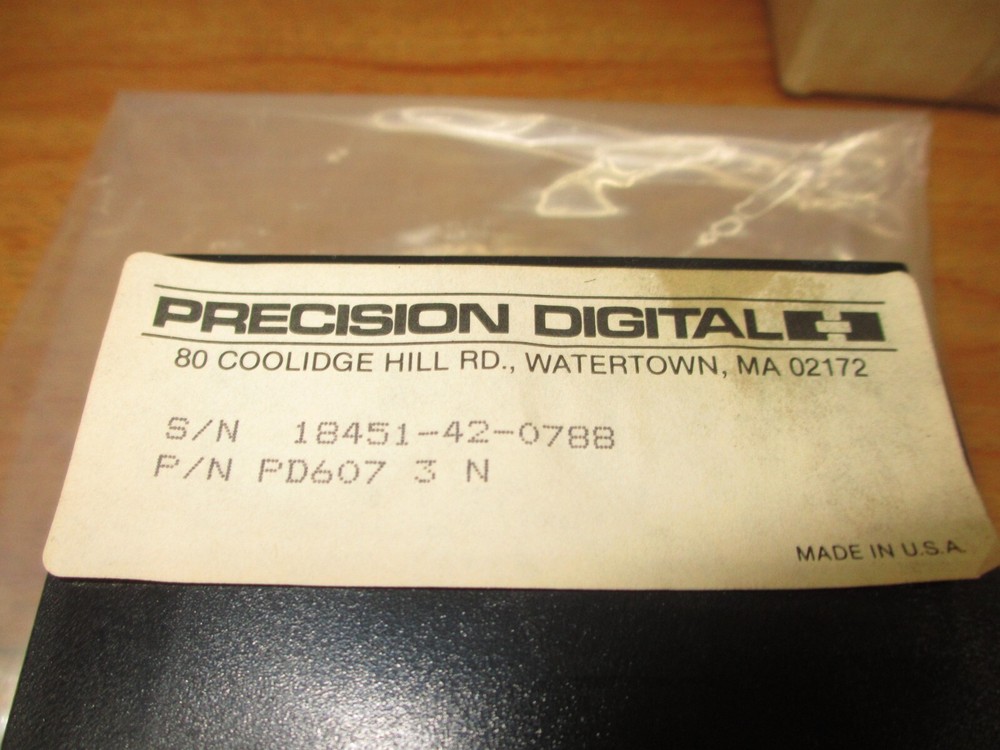 PRECISION DIGITAL
80 COOLIDGE HILL RD., WATERTOWN, MA 02172
S/N 18451-42-0788
P/N PD607 3 N
MADE IN U.S.A.